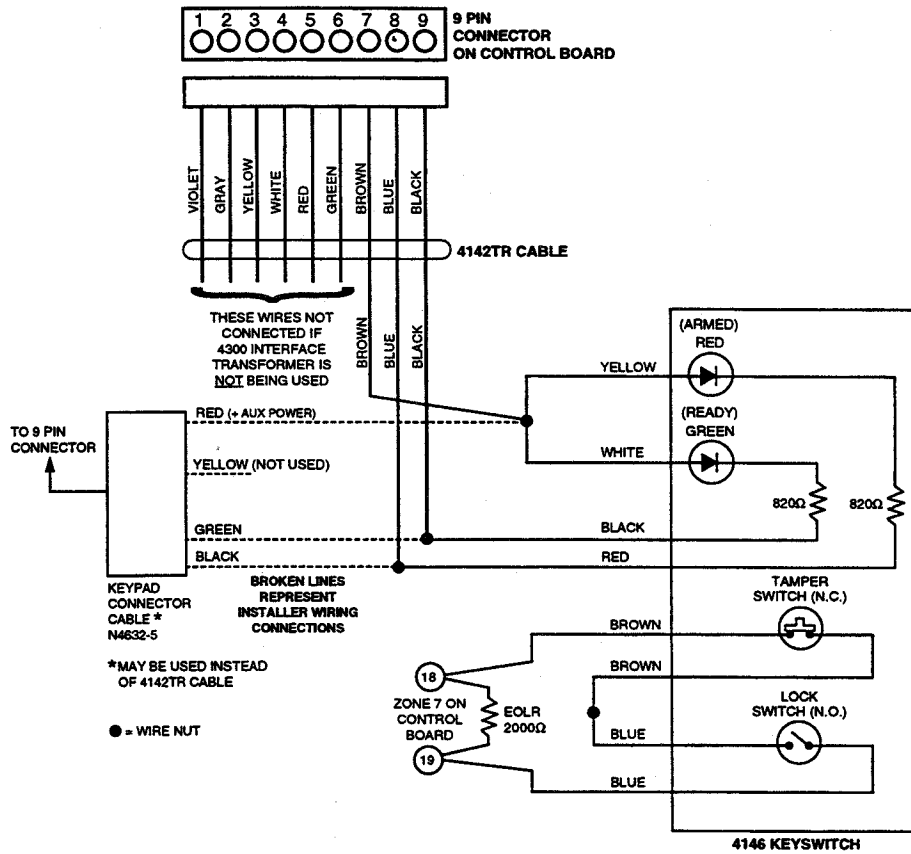 1 2 3 4 5 6 7 8 9
9 PIN
CONNECTOR
ON CONTROL BOARD
VIOLET
GRAY
YELLOW
WHITE
RED
GREEN
BROWN
BLUE
BLACK
4142TR CABLE
THESE WIRES NOT
CONNECTED IF
4300 INTERFACE
TRANSFORMER IS
NOT BEING USED
BROWN
BLUE
BLACK
(ARMED)
RED
YELLOW
(READY)
GREEN
WHITE
820Ω
820Ω
TO 9 PIN
CONNECTOR
RED (+ AUX POWER)
YELLOW (NOT USED)
GREEN
BLACK
BLACK
RED
KEYPAD
CONNECTOR
CABLE *
N4632-5
BROKEN LINES
REPRESENT
INSTALLER WIRING
CONNECTIONS
*MAY BE USED INSTEAD
OF 4142TR CABLE
● = WIRE NUT
TAMPER
SWITCH (N.C.)
BROWN
BROWN
18
ZONE 7 ON
CONTROL
BOARD
19
EOLR
2000Ω
LOCK
SWITCH (N.O.)
BLUE
BLUE
4146 KEYSWITCH